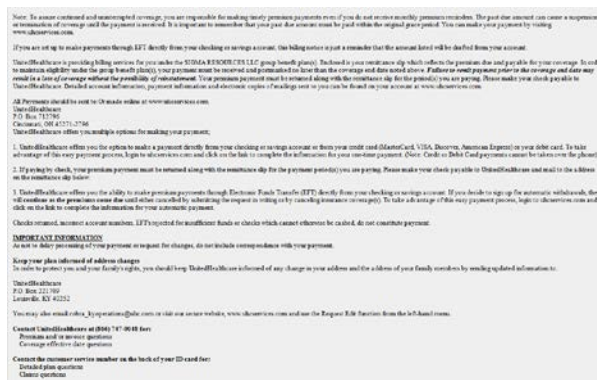 Note: To assure continued and uninterrupted coverage, you are responsible for making timely premium payments even if you do not receive monthly premium reminders. The past due amount can cause a suspension
or termination of coverage until the payment is received. It is important to remember that your past due amount must be paid within the original grace period. You can make your payment by visiting
www.uhcservices.com.
If you are set up to make payments through EFT directly from your checking or savings account, this billing notice is just a reminder that the amount listed will be drafted from your account.
UnitedHealthcare is providing billing services for you under the SIGMA RESOURCES LLC group benefit plan(s). Enclosed is your remittance slip which reflects the premium due and payable for your coverage. In ord
to maintain eligibility under the group benefit plan(s), your payment must be received and postmarked no later than the coverage end date noted above. Failure to remit payment prior to the coverage end date may
result in a loss of coverage without the possibility of reinstatement. Your premium payment must be returned along with the remittance slip for the period(s) you are paying. Please make your check payable to
UnitedHealthcare. Detailed account information, payment information and electronic copies of mailings sent to you can be found on your account at www.uhcservices.com.
All Payments should be sent to Or made online at www.uhcservices.com.
UnitedHealthcare
P.O. Box 712796
Cincinnati, OH 45271-2796
UnitedHealthcare offers you multiple options for making your payment;
1. UnitedHealthcare offers you the option to make a payment directly from your checking or savings account or from your credit card (MasterCard, VISA, Discover, American Express) or your debit card. To take
advantage of this easy payment process, login to uhcservices.com and click on the link to complete the information for your one-time payment. (Note: Credit or Debit Card payments cannot be taken over the phone)
2. If paying by check, your premium payment must be returned along with the remittance slip for the payment period(s) you are paying. Please make your check payable to UnitedHealthcare and mail to the address
on the remittance slip below.
3. UnitedHealthcare offers you the ability to make premium payments through Electronic Funds Transfer (EFT) directly from your checking or savings account. If you decide to sign up for automatic withdrawals, the
will continue as the premiums come due until either cancelled by submitting the request in writing or by canceling insurance coverage(s). To take advantage of this easy payment process, login to uhcservices.com and
click on the link to complete the information for your automatic payment.
Checks returned, incorrect account numbers, EFT's rejected for insufficient funds or checks which cannot otherwise be cashed, do not constitute payment.
IMPORTANT INFORMATION
As not to delay processing of your payment or request for changes, do not include correspondence with your payment.
Keep your plan informed of address changes
In order to protect you and your family's rights, you should keep UnitedHealthcare informed of any change in your address and the address of your family members by sending updated information to:
UnitedHealthcare
P.O. Box 221709
Louisville, KY 40252
You may also email cobra_kyoperations@uhc.com or visit our secure website, www.uhcservices.com and use the Request Edit function from the left-hand menu.
Contact UnitedHealthcare at (866) 747-0048 for:
Premium and or invoice questions
Coverage effective date questions
Contact the customer service number on the back of your ID card for:
Detailed plan questions
Claims questions